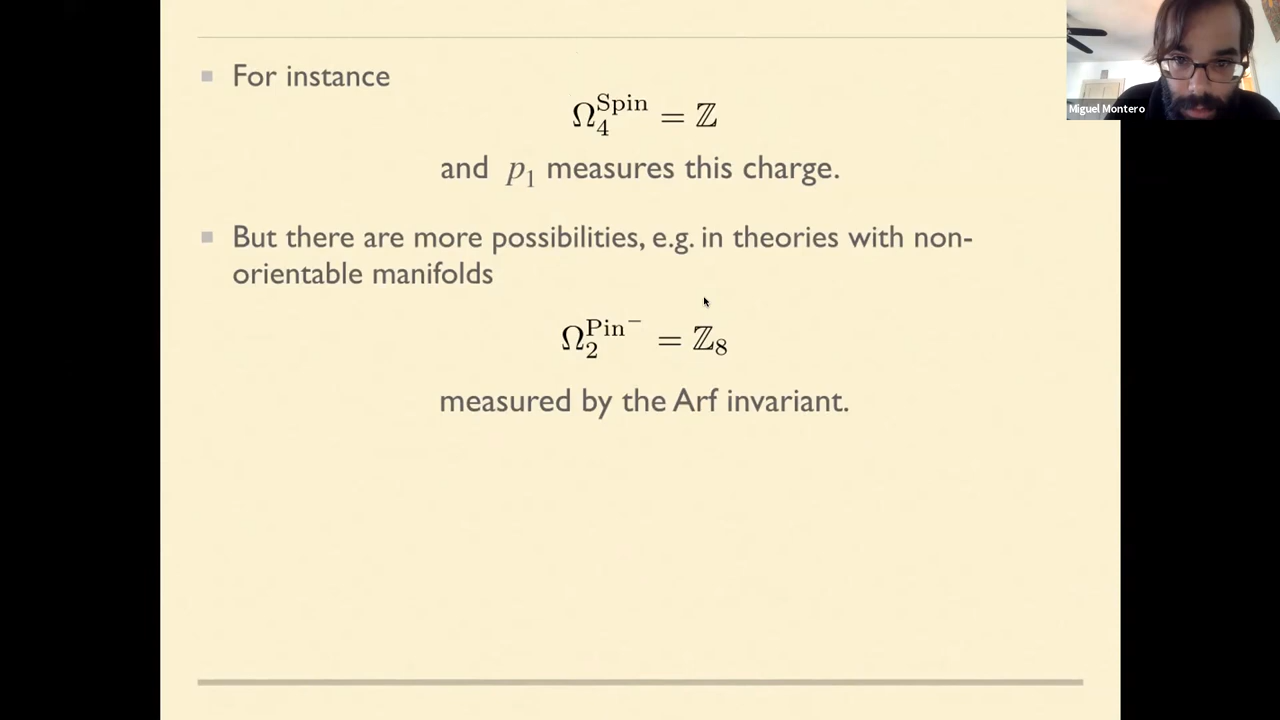 For instance
Ω₄^Spin = ℤ
and p₁ measures this charge.
But there are more possibilities, e.g. in theories with non-
orientable manifolds
Ω₂^Pin⁻ = ℤ₈
measured by the Arf invariant.
Miguel Montero